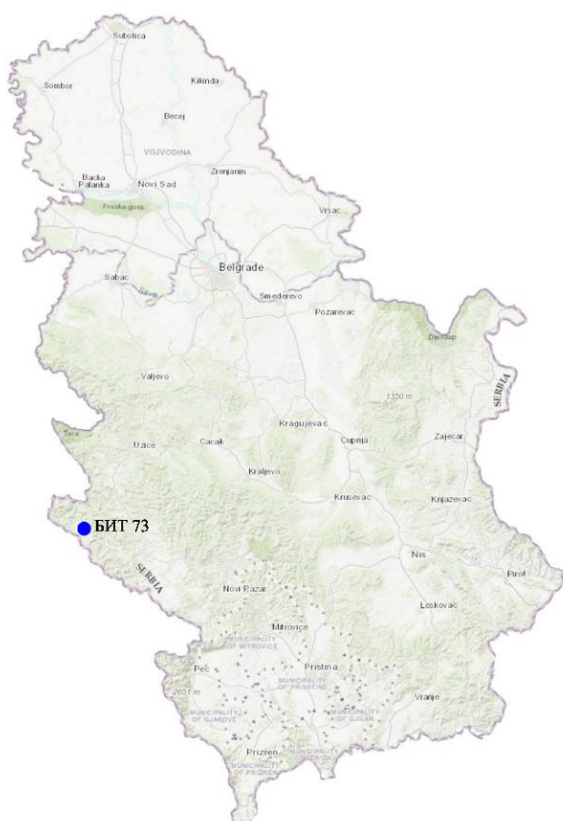 Subotica
Kikinda
Sombor
Becej
VOJVODINA
Backa
Palanka
Novi Sad
Zrenjanin
Fruska gora
Vrsac
Belgrade
Sabac
Sava
Smederevo
Pozarevac
Djerdap
SERBIA
Valjevo
1350 m
Tara
Uzice
Cacak
Kragujevac
Cuprija
Zajecar
Kraljevo
Krusevac
Knjazevac
БИТ 73
SERBIA
Nis
Pirot
Novi Pazar
Leskovac
Mitrovice
MUNICIPALITY
OF MITROVICE
Pec
Pristina
2651 m
MUNICIPALITY
OF PRISHTINE
Vranje
MUNICIPALITY
OF GJAKOVE
MUNICIPALITY
OF GJILAN
Prizren
MUNICIPALITY
MUNICIPALITY
OF PRIZREN